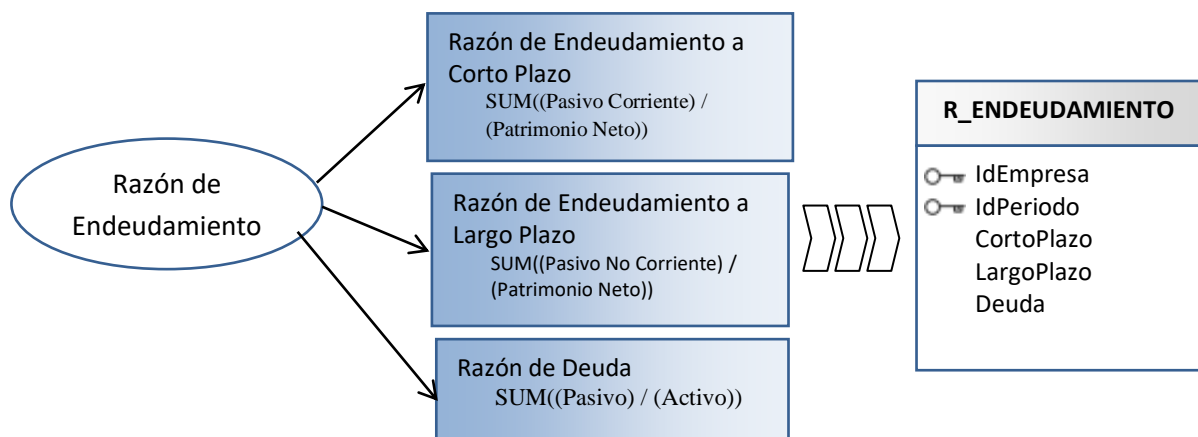 Razón de
Endeudamiento
Razón de Endeudamiento a
Corto Plazo
SUM((Pasivo Corriente) /
(Patrimonio Neto))
Razón de Endeudamiento a
Largo Plazo
SUM((Pasivo No Corriente) /
(Patrimonio Neto))
Razón de Deuda
SUM((Pasivo) / (Activo))
R_ENDEUDAMIENTO
IdEmpresa
IdPeriodo
CortoPlazo
LargoPlazo
Deuda